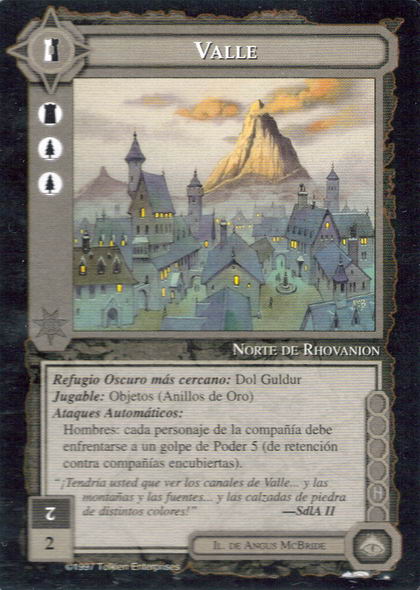 VALLE
NORTE DE RHOVANION
Refugio Oscuro más cercano: Dol Guldur
Jugable: Objetos (Anillos de Oro)
Ataques Automáticos:
Hombres: cada personaje de la compañía debe
enfrentarse a un golpe de Poder 5 (de retención
contra compañías encubiertas).
“¡Tendría usted que ver los canales de Valle... y las
montañas y las fuentes... y las calzadas de piedra
de distintos colores!” —SdlA II
2
2
IL. DE ANGUS MCBRIDE
©1997 Tolkien Enterprises